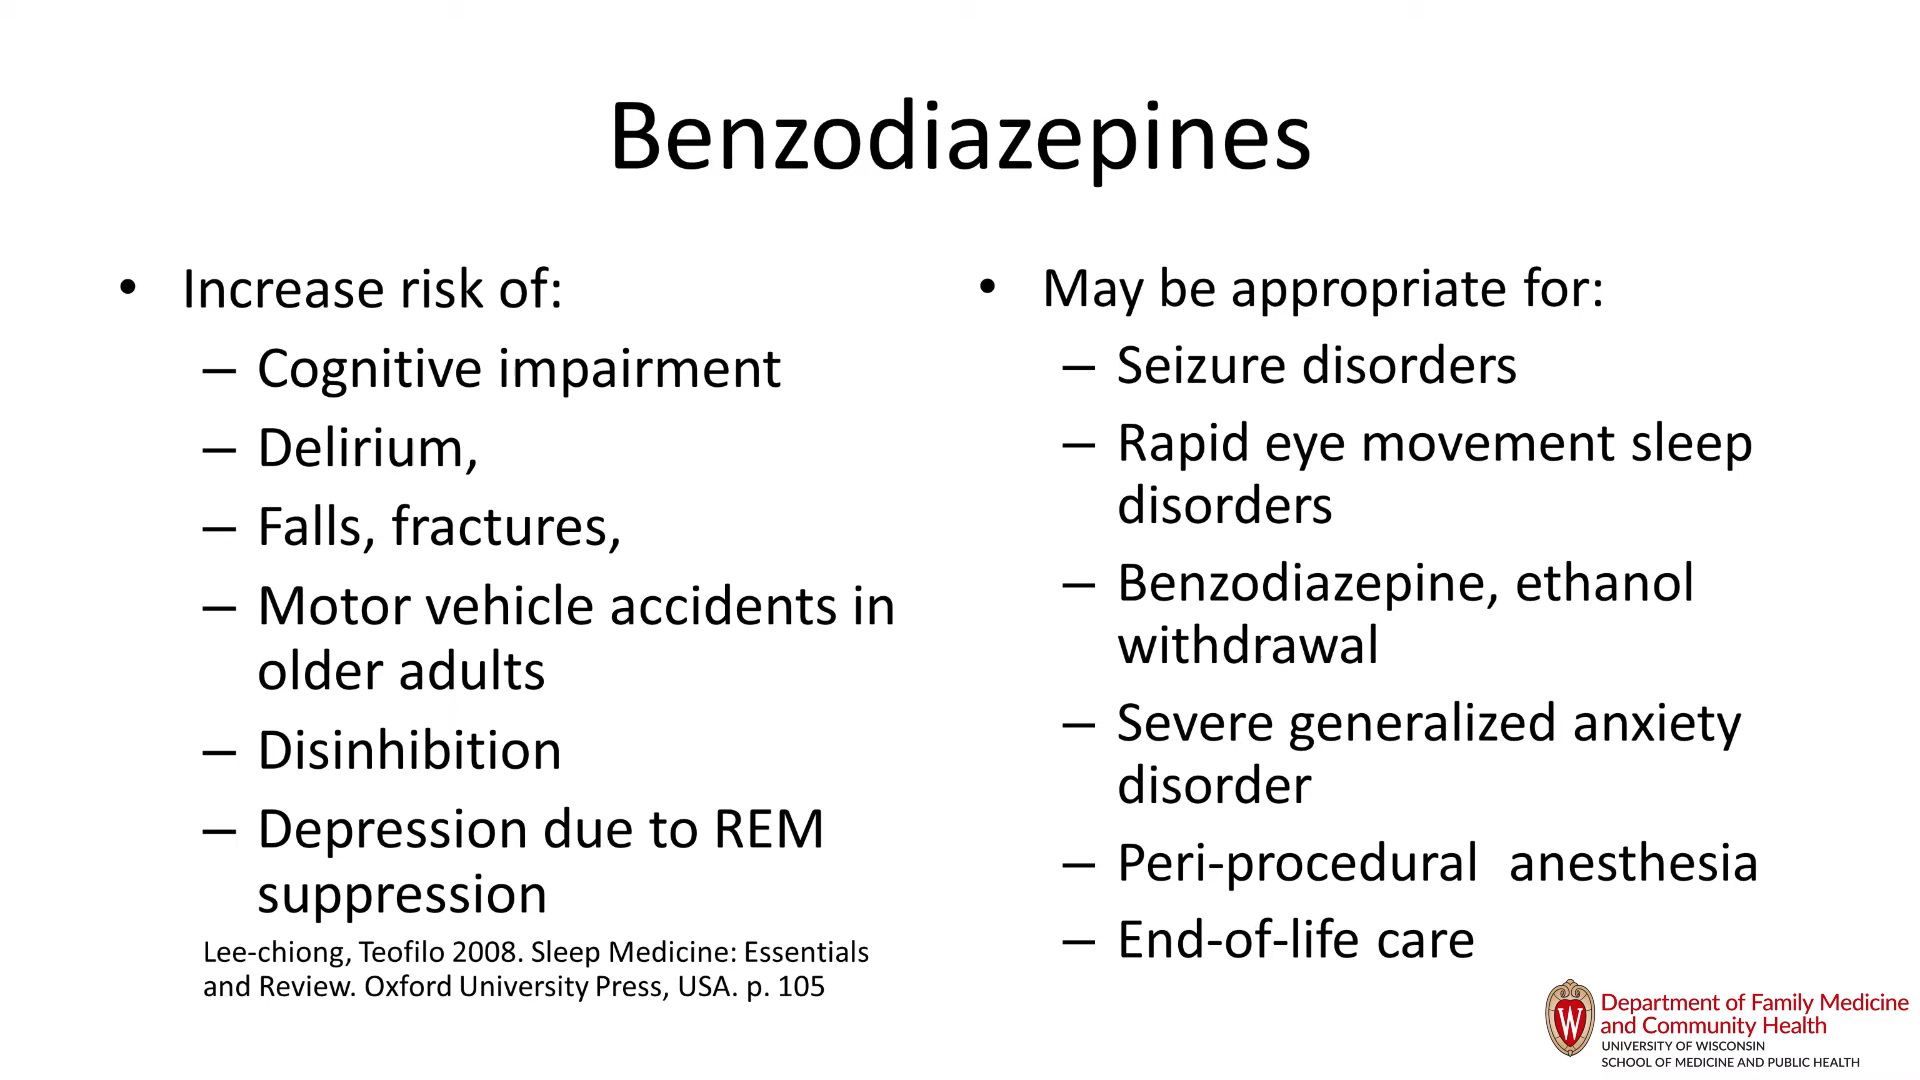 Benzodiazepines
• Increase risk of:
– Cognitive impairment
– Delirium,
– Falls, fractures,
– Motor vehicle accidents in
older adults
– Disinhibition
– Depression due to REM
suppression
Lee-chiong, Teofilo 2008. Sleep Medicine: Essentials
and Review. Oxford University Press, USA. p. 105
• May be appropriate for:
– Seizure disorders
– Rapid eye movement sleep
disorders
– Benzodiazepine, ethanol
withdrawal
– Severe generalized anxiety
disorder
– Peri-procedural  anesthesia
– End-of-life care
W
Department of Family Medicine
and Community Health
UNIVERSITY OF WISCONSIN
SCHOOL OF MEDICINE AND PUBLIC HEALTH